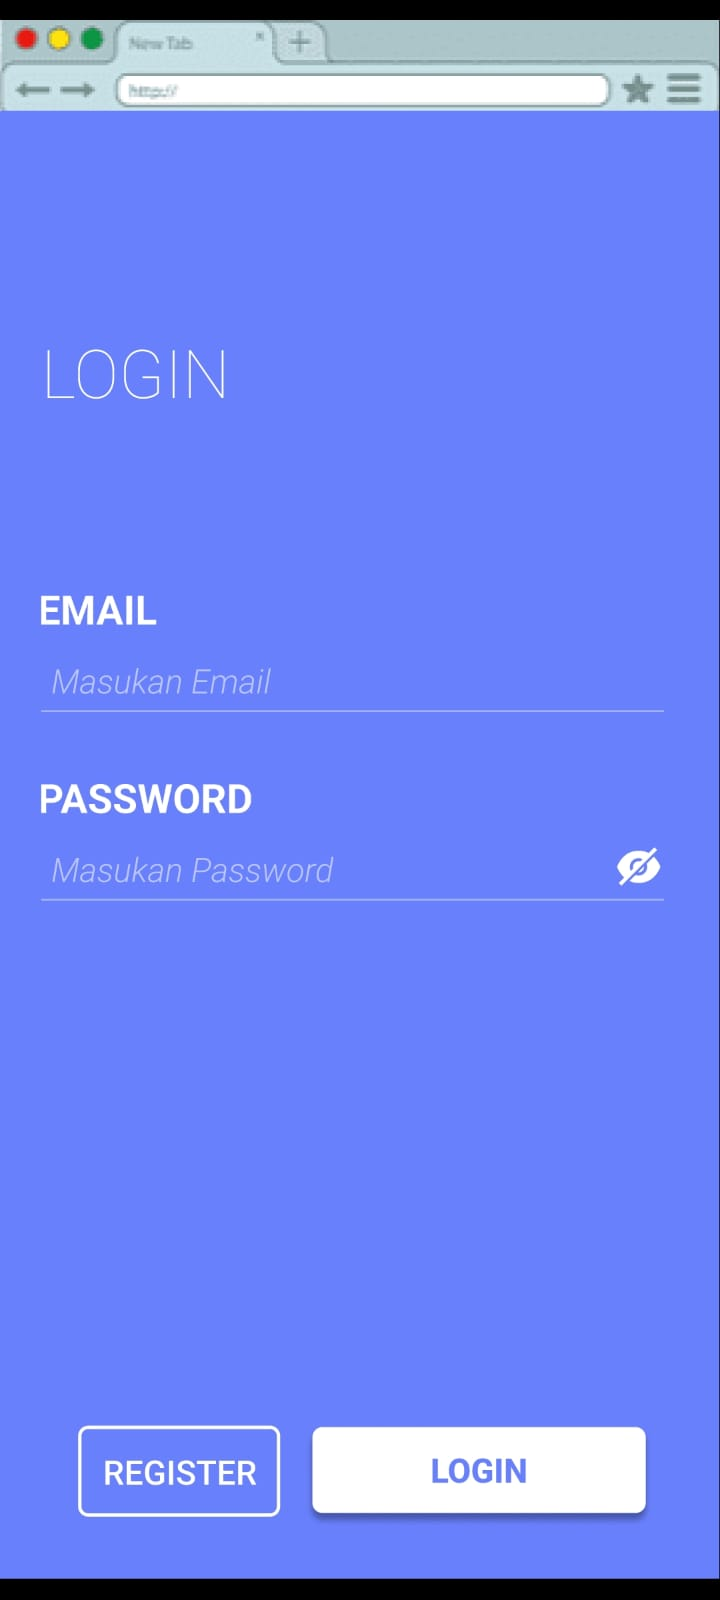 New Tab
http://
LOGIN
EMAIL
Masukan Email
PASSWORD
Masukan Password
REGISTER
LOGIN